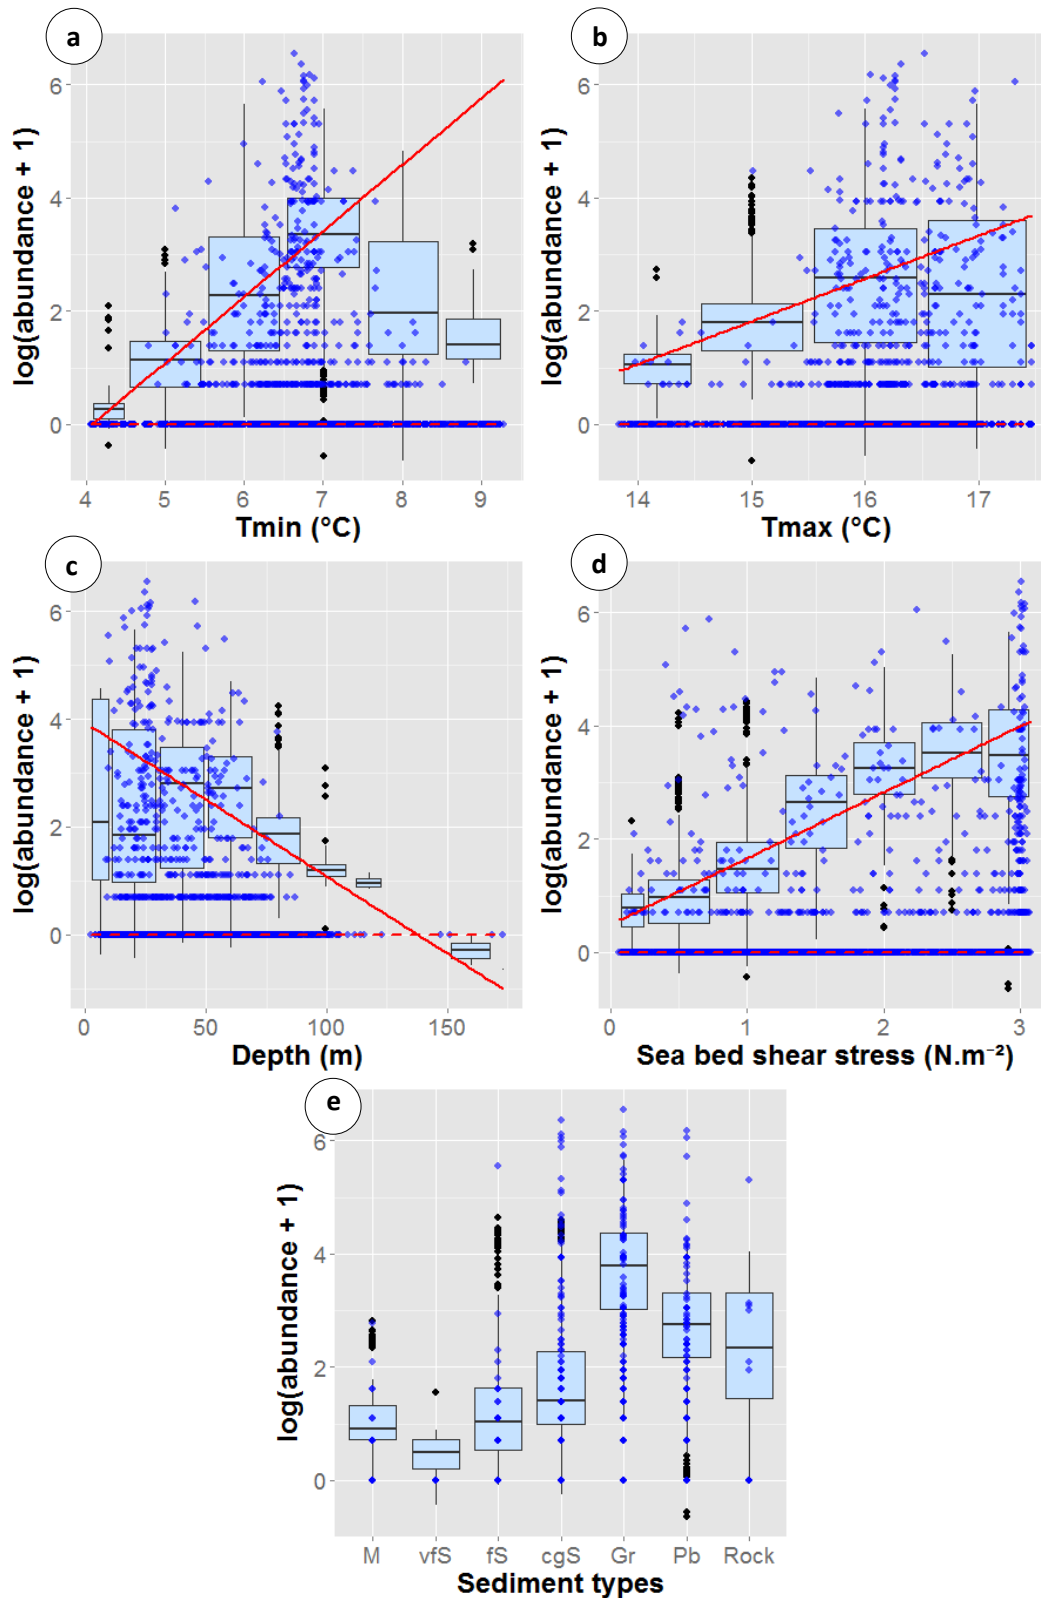 a
b
log(abundance + 1)
log(abundance + 1)
6
4
2
0
6
4
2
0
4 5 6 7 8 9
14 15 16 17
Tmin (°C)
Tmax (°C)
c
d
log(abundance + 1)
log(abundance + 1)
6
4
2
0
6
5
4
3
2
1
0
0 50 100 150
0 1 2 3
Depth (m)
Sea bed shear stress (N.m⁻²)
e
log(abundance + 1)
6
4
2
0
M vfS fS cgS Gr Pb Rock
Sediment types